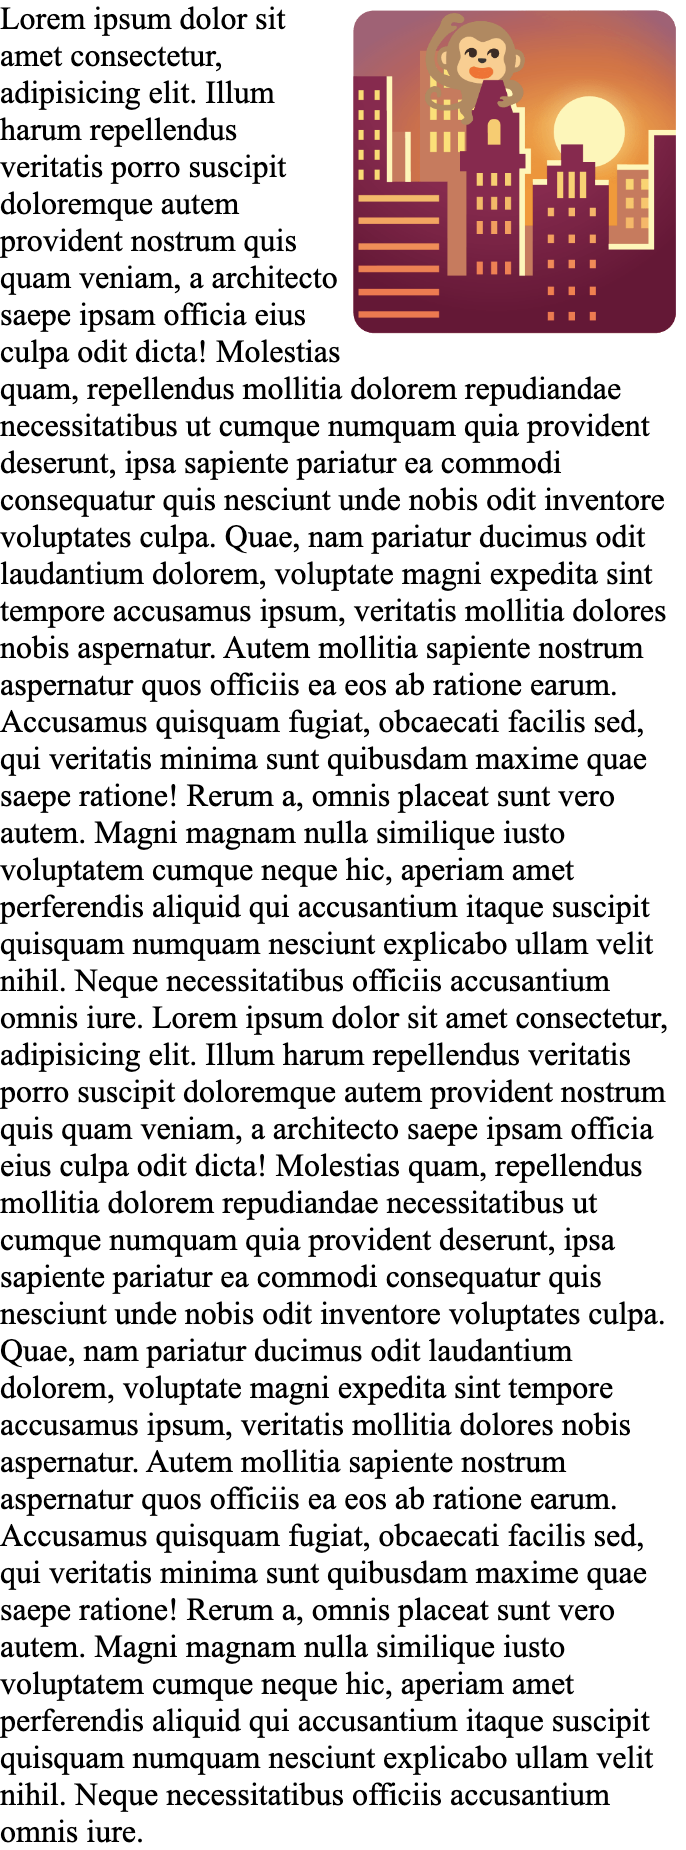 Lorem ipsum dolor sit
amet consectetur,
adipisicing elit. Illum
harum repellendus
veritatis porro suscipit
doloremque autem
provident nostrum quis
quam veniam, a architecto
saepe ipsam officia eius
culpa odit dicta! Molestias
quam, repellendus mollitia dolorem repudiandae
necessitatibus ut cumque numquam quia provident
deserunt, ipsa sapiente pariatur ea commodi
consequatur quis nesciunt unde nobis odit inventore
voluptates culpa. Quae, nam pariatur ducimus odit
laudantium dolorem, voluptate magni expedita sint
tempore accusamus ipsum, veritatis mollitia dolores
nobis aspernatur. Autem mollitia sapiente nostrum
aspernatur quos officiis ea eos ab ratione earum.
Accusamus quisquam fugiat, obcaecati facilis sed,
qui veritatis minima sunt quibusdam maxime quae
saepe ratione! Rerum a, omnis placeat sunt vero
autem. Magni magnam nulla similique iusto
voluptatem cumque neque hic, aperiam amet
perferendis aliquid qui accusantium itaque suscipit
quisquam numquam nesciunt explicabo ullam velit
nihil. Neque necessitatibus officiis accusantium
omnis iure. Lorem ipsum dolor sit amet consectetur,
adipisicing elit. Illum harum repellendus veritatis
porro suscipit doloremque autem provident nostrum
quis quam veniam, a architecto saepe ipsam officia
eius culpa odit dicta! Molestias quam, repellendus
mollitia dolorem repudiandae necessitatibus ut
cumque numquam quia provident deserunt, ipsa
sapiente pariatur ea commodi consequatur quis
nesciunt unde nobis odit inventore voluptates culpa.
Quae, nam pariatur ducimus odit laudantium
dolorem, voluptate magni expedita sint tempore
accusamus ipsum, veritatis mollitia dolores nobis
aspernatur. Autem mollitia sapiente nostrum
aspernatur quos officiis ea eos ab ratione earum.
Accusamus quisquam fugiat, obcaecati facilis sed,
qui veritatis minima sunt quibusdam maxime quae
saepe ratione! Rerum a, omnis placeat sunt vero
autem. Magni magnam nulla similique iusto
voluptatem cumque neque hic, aperiam amet
perferendis aliquid qui accusantium itaque suscipit
quisquam numquam nesciunt explicabo ullam velit
nihil. Neque necessitatibus officiis accusantium
omnis iure.